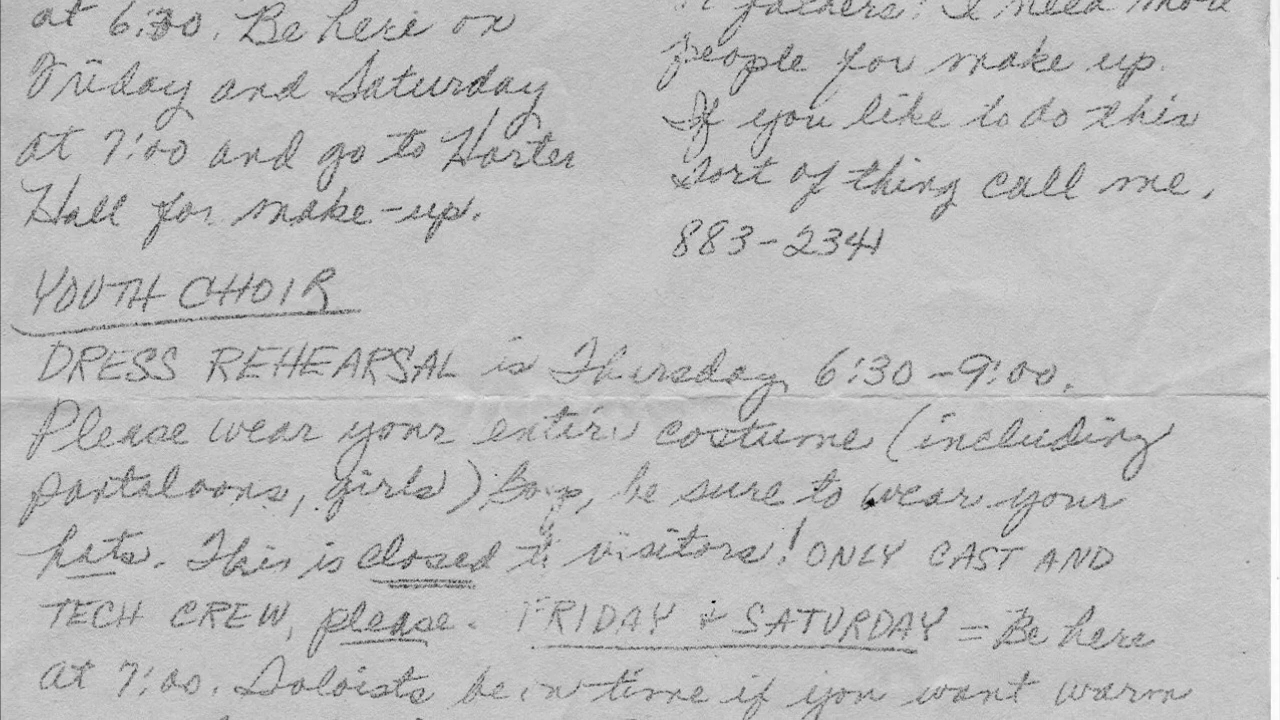 at 6:30. Be here on
Friday and Saturday
at 7:00 and go to Harter
Hall for make-up.
or fathers! I need more
people for make up.
If you like to do this
sort of thing call me.
883-2341
YOUTH CHOIR
DRESS REHEARSAL is Thursday, 6:30-9:00.
Please wear your entire costume (including
pantaloons, girls) Boys, be sure to wear your
hats. This is closed to visitors! ONLY CAST AND
TECH CREW, please. FRIDAY & SATURDAY = Be here
at 7:00. Soloists be in time if you want warm